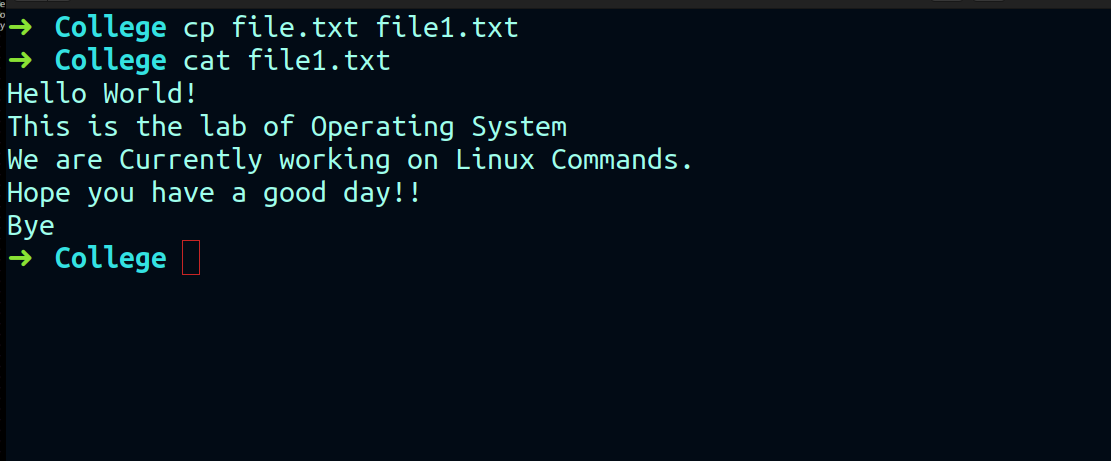 ➜ College cp file.txt file1.txt
➜ College cat file1.txt
Hello World!
This is the lab of Operating System
We are Currently working on Linux Commands.
Hope you have a good day!!
Bye
➜ College